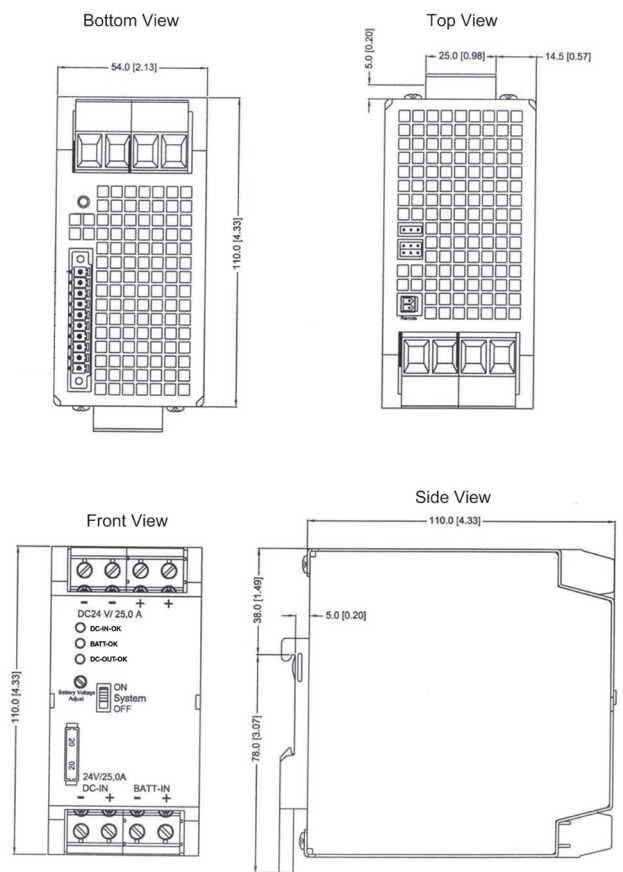 Bottom View
54.0 [2.13]
110.0 [4.33]
Top View
5.0 [0.20]
25.0 [0.98]
14.5 [0.57]
Remote
Front View
110.0 [4.33]
- - + +
DC24 V/ 25,0 A
DC-IN-OK
BATT-OK
DC-OUT-OK
Battery Voltage
Adjust
ON
System
OFF
20
20
24V/25,0A
DC-IN BATT-IN
- + - +
Side View
110.0 [4.33]
38.0 [1.49]
5.0 [0.20]
78.0 [3.07]